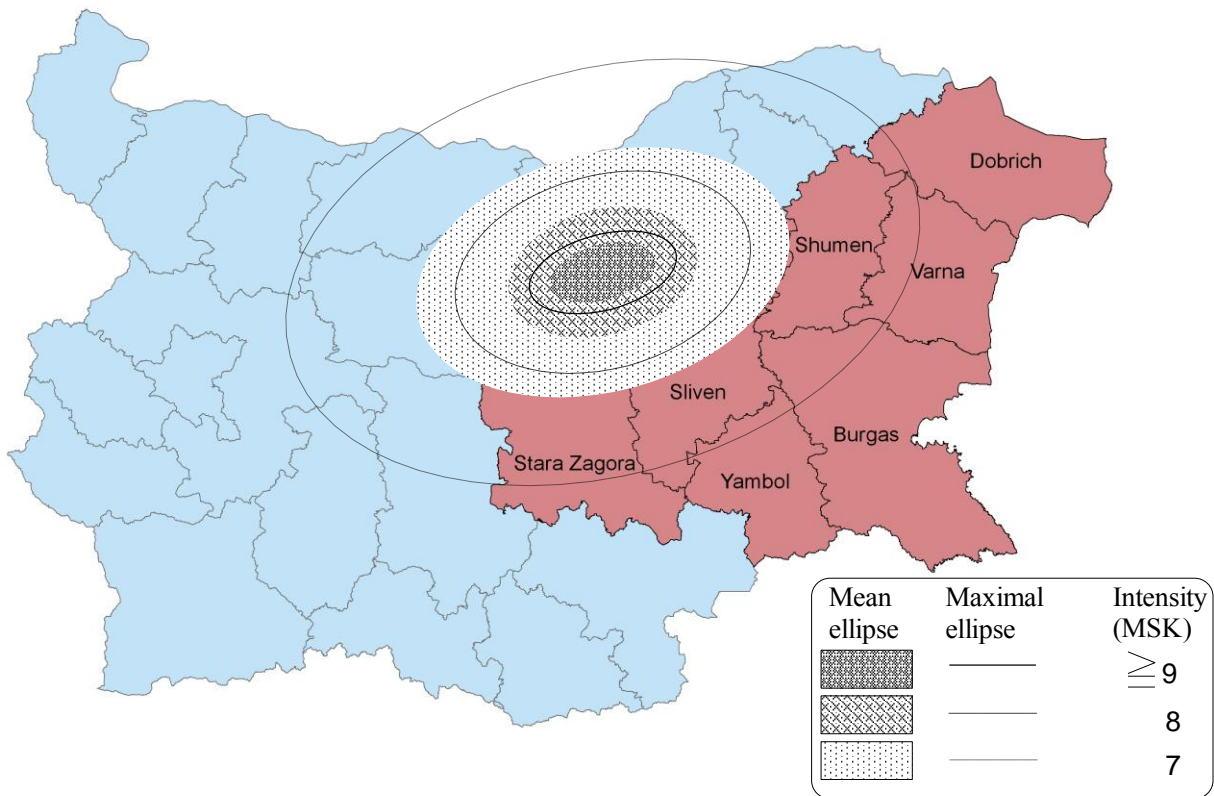 Dobrich
Shumen
Varna
Sliven
Burgas
Stara Zagora
Yambol
Mean ellipse
Maximal ellipse
Intensity (MSK)
≧ 9
8
7